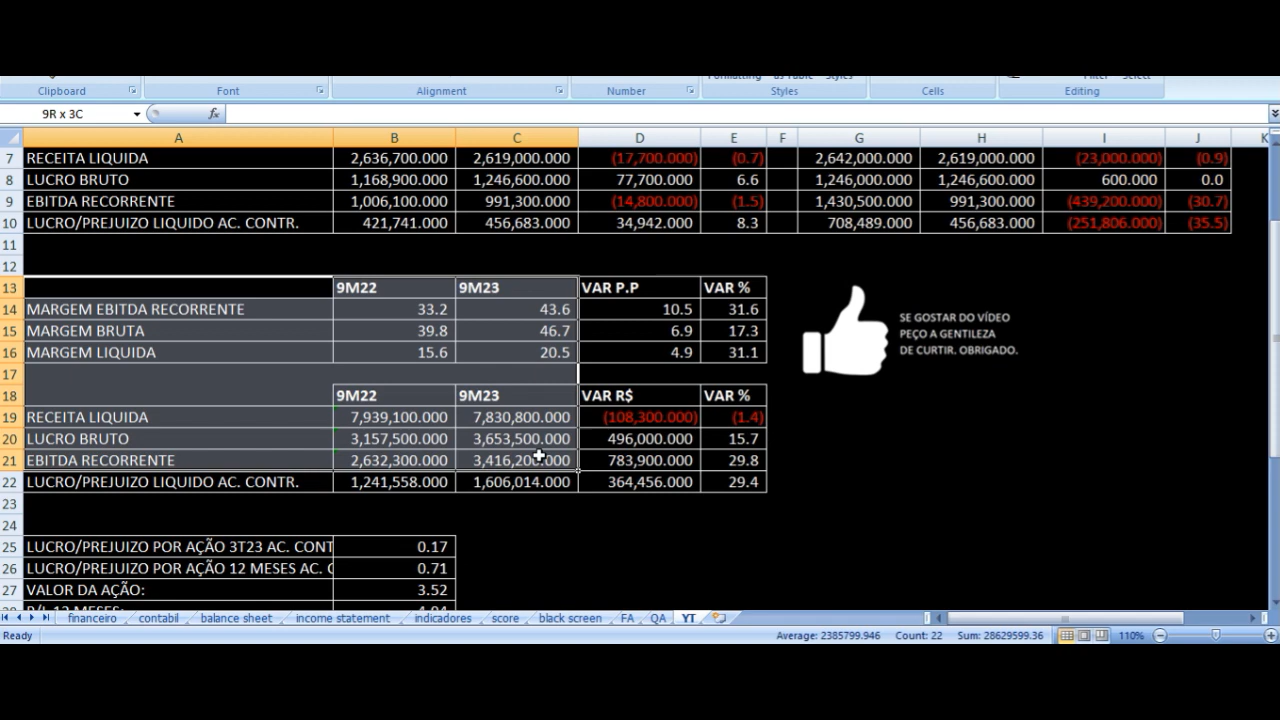 Formatting as Table Styles Filter Select
Clipboard Font Alignment Number Styles Cells Editing
9R x 3C fx
A B C D E F G H I J K
7 RECEITA LIQUIDA 2,636,700.000 2,619,000.000 (17,700.000) (0.7) 2,642,000.000 2,619,000.000 (23,000.000) (0.9)
8 LUCRO BRUTO 1,168,900.000 1,246,600.000 77,700.000 6.6 1,246,000.000 1,246,600.000 600.000 0.0
9 EBITDA RECORRENTE 1,006,100.000 991,300.000 (14,800.000) (1.5) 1,430,500.000 991,300.000 (439,200.000) (30.7)
10 LUCRO/PREJUIZO LIQUIDO AC. CONTR. 421,741.000 456,683.000 34,942.000 8.3 708,489.000 456,683.000 (251,806.000) (35.5)
11
12
13 9M22 9M23 VAR P.P VAR %
14 MARGEM EBITDA RECORRENTE 33.2 43.6 10.5 31.6
15 MARGEM BRUTA 39.8 46.7 6.9 17.3
16 MARGEM LIQUIDA 15.6 20.5 4.9 31.1
SE GOSTAR DO VÍDEO
PEÇO A GENTILEZA
DE CURTIR. OBRIGADO.
17
18 9M22 9M23 VAR R$ VAR %
19 RECEITA LIQUIDA 7,939,100.000 7,830,800.000 (108,300.000) (1.4)
20 LUCRO BRUTO 3,157,500.000 3,653,500.000 496,000.000 15.7
21 EBITDA RECORRENTE 2,632,300.000 3,416,200.000 783,900.000 29.8
22 LUCRO/PREJUIZO LIQUIDO AC. CONTR. 1,241,558.000 1,606,014.000 364,456.000 29.4
23
24
25 LUCRO/PREJUIZO POR AÇÃO 3T23 AC. CONT 0.17
26 LUCRO/PREJUIZO POR AÇÃO 12 MESES AC. C 0.71
27 VALOR DA AÇÃO: 3.52
28 P/L 12 MESES: 4.94
financeiro contabil balance sheet income statement indicadores score black screen FA QA YT
Ready Average: 2385799.946 Count: 22 Sum: 28629599.36 110%